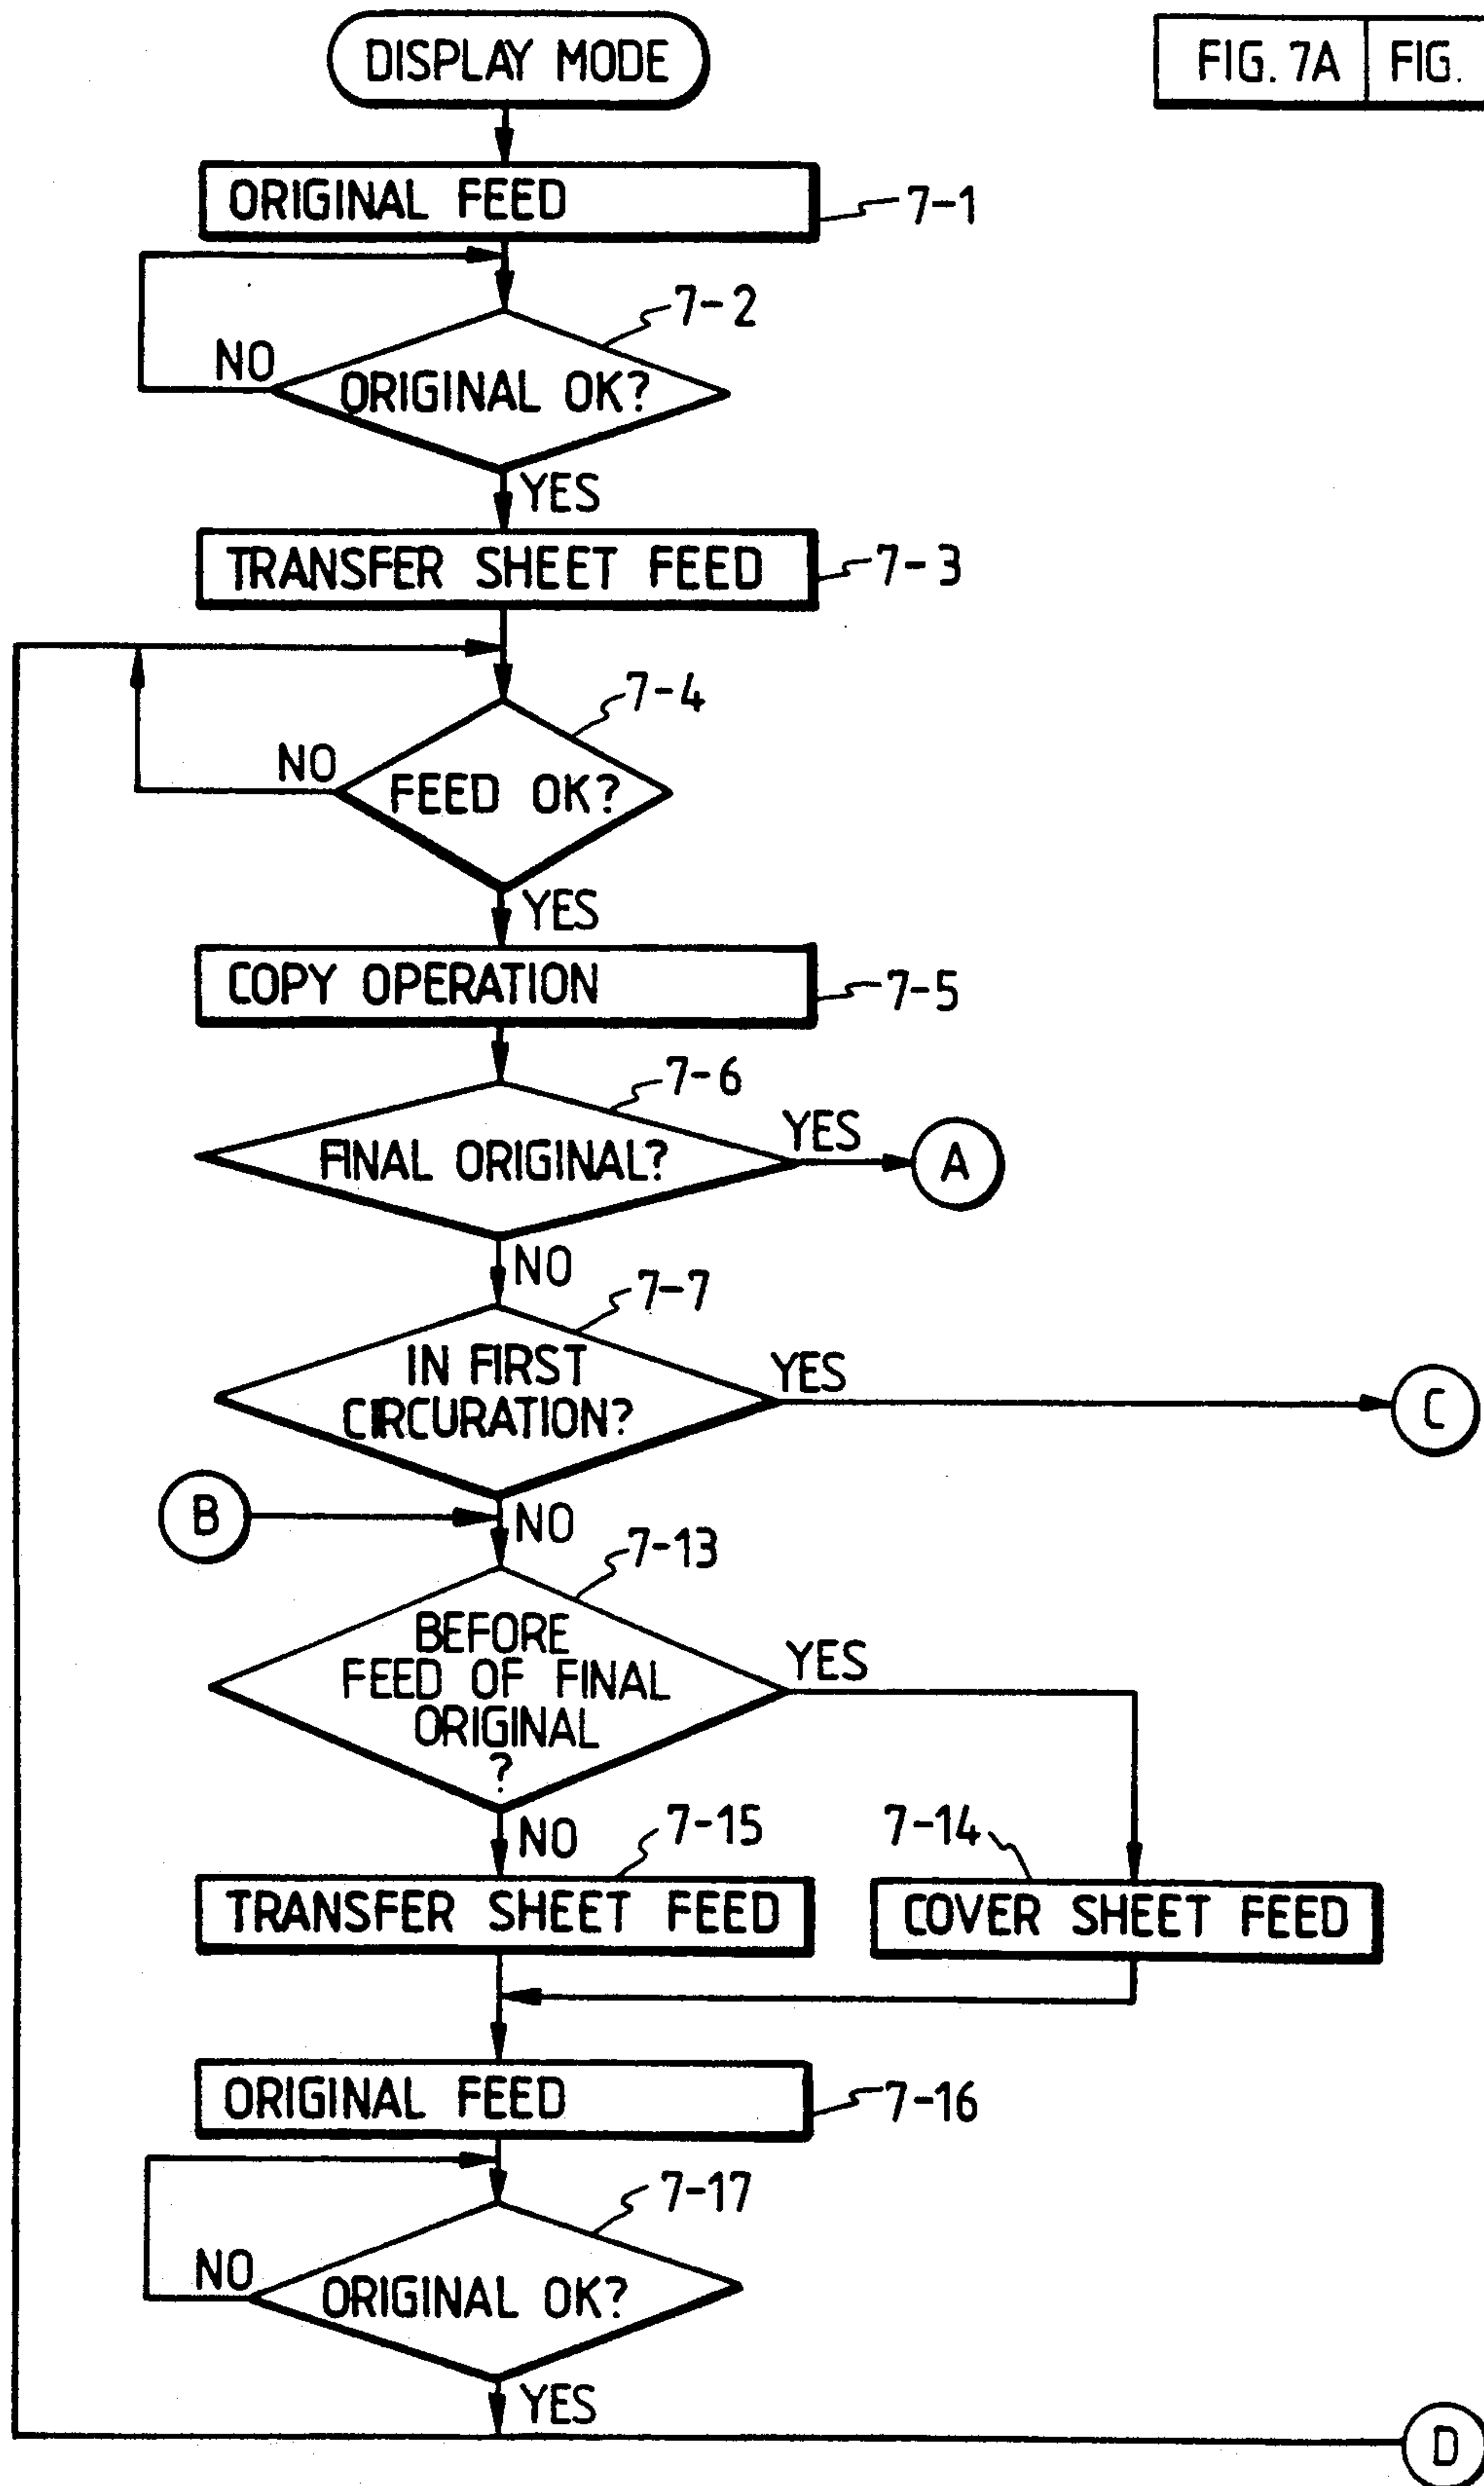 DISPLAY MODE
FIG. 7A FIG.
ORIGINAL FEED
7-1
7-2
NO
ORIGINAL OK?
YES
TRANSFER SHEET FEED
7-3
7-4
NO
FEED OK?
YES
COPY OPERATION
7-5
7-6
FINAL ORIGINAL?
YES
A
NO
7-7
IN FIRST
CIRCURATION?
YES
C
B
NO
7-13
BEFORE
FEED OF FINAL
ORIGINAL
?
YES
NO
7-15
7-14
TRANSFER SHEET FEED
COVER SHEET FEED
ORIGINAL FEED
7-16
7-17
NO
ORIGINAL OK?
YES
D